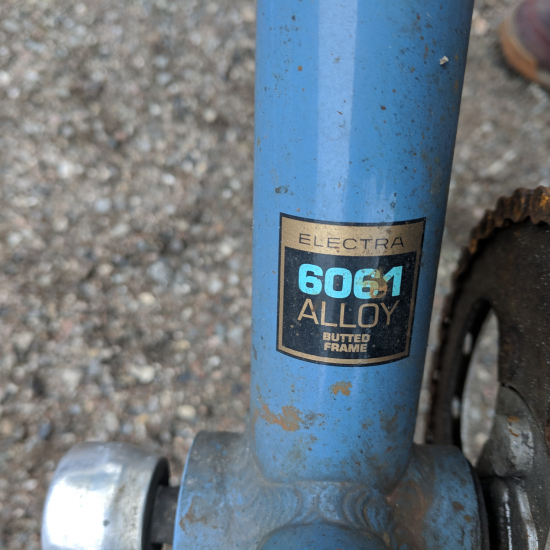 ELECTRA
6061
ALLOY
BUTTED
FRAME